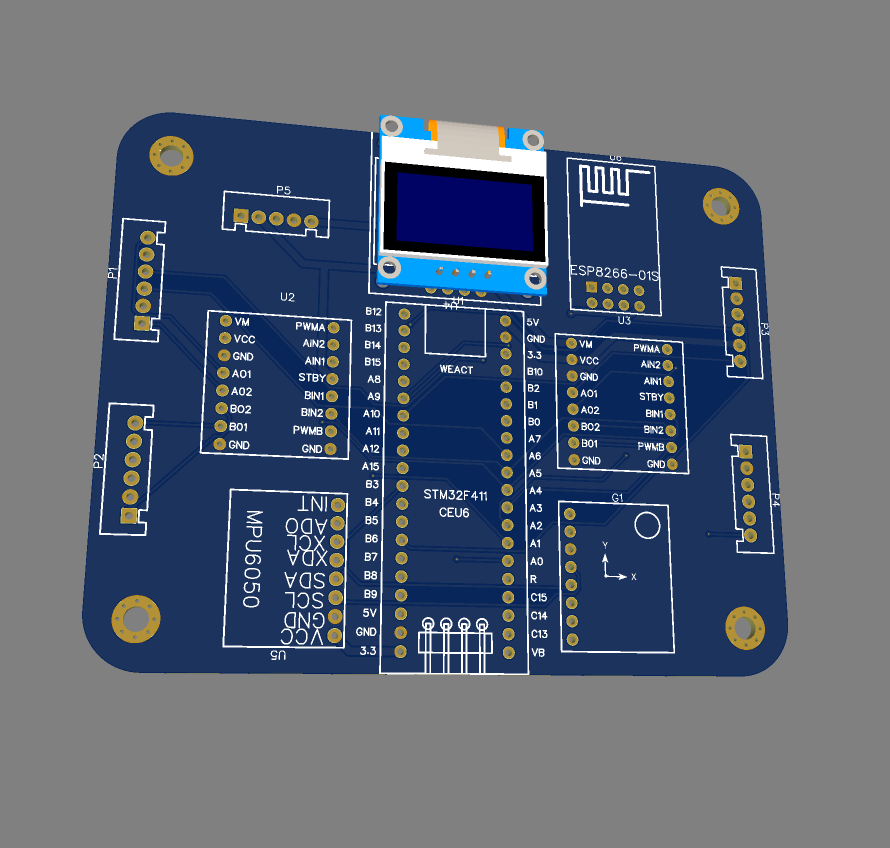 P5
U6
ESP8266-01S
P1
U2
U1
U3
P3
VM
VCC
GND
AO1
AO2
BO2
BO1
GND
PWMA
AIN2
AIN1
STBY
BIN1
BIN2
PWMB
GND
B12
B13
B14
B15
A8
A9
A10
A11
A12
A15
B3
B4
B5
B6
B7
B8
B9
5V
GND
3.3
WEACT
STM32F411
CEU6
5V
GND
3.3
B10
B2
B1
B0
A7
A6
A5
A4
A3
A2
A1
A0
R
C15
C14
C13
VB
VM
VCC
GND
AO1
AO2
BO2
BO1
GND
PWMA
AIN2
AIN1
STBY
BIN1
BIN2
PWMB
GND
P2
P4
MPU6050
INT
ADO
XCL
XDA
SDA
SCL
GND
VCC
U5
G1
Y
X